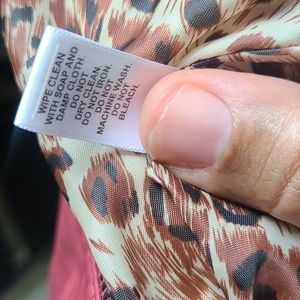 WIPE CLEAN
WITH SOAP AND
DAMP CLOTH.
DO NOT
DRY CLEAN.
DO NOT IRON.
DO NOT
MACHINE WASH.
DO NOT
BLEACH.